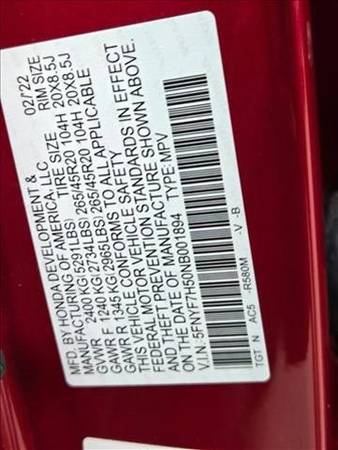 MFD. BY HONDA DEVELOPMENT & 02/22
MANUFACTURING OF AMERICA, LLC TIRE SIZE RIM SIZE
GVWR 2400 KG(5291LBS) 265/45R20 104H 20X8.5J
GAWR F 1240 KG(2734LBS) 265/45R20 104H 20X8.5J
GAWR R 1345 KG(2965LBS)
THIS VEHICLE CONFORMS TO ALL APPLICABLE
FEDERAL MOTOR VEHICLE SAFETY
AND THEFT PREVENTION STANDARDS IN EFFECT
ON THE DATE OF MANUFACTURE SHOWN ABOVE.
V.I.N:5FNYF7H50NB001894 TYPE:MPV
TGT N AC5 -R580M -V -B